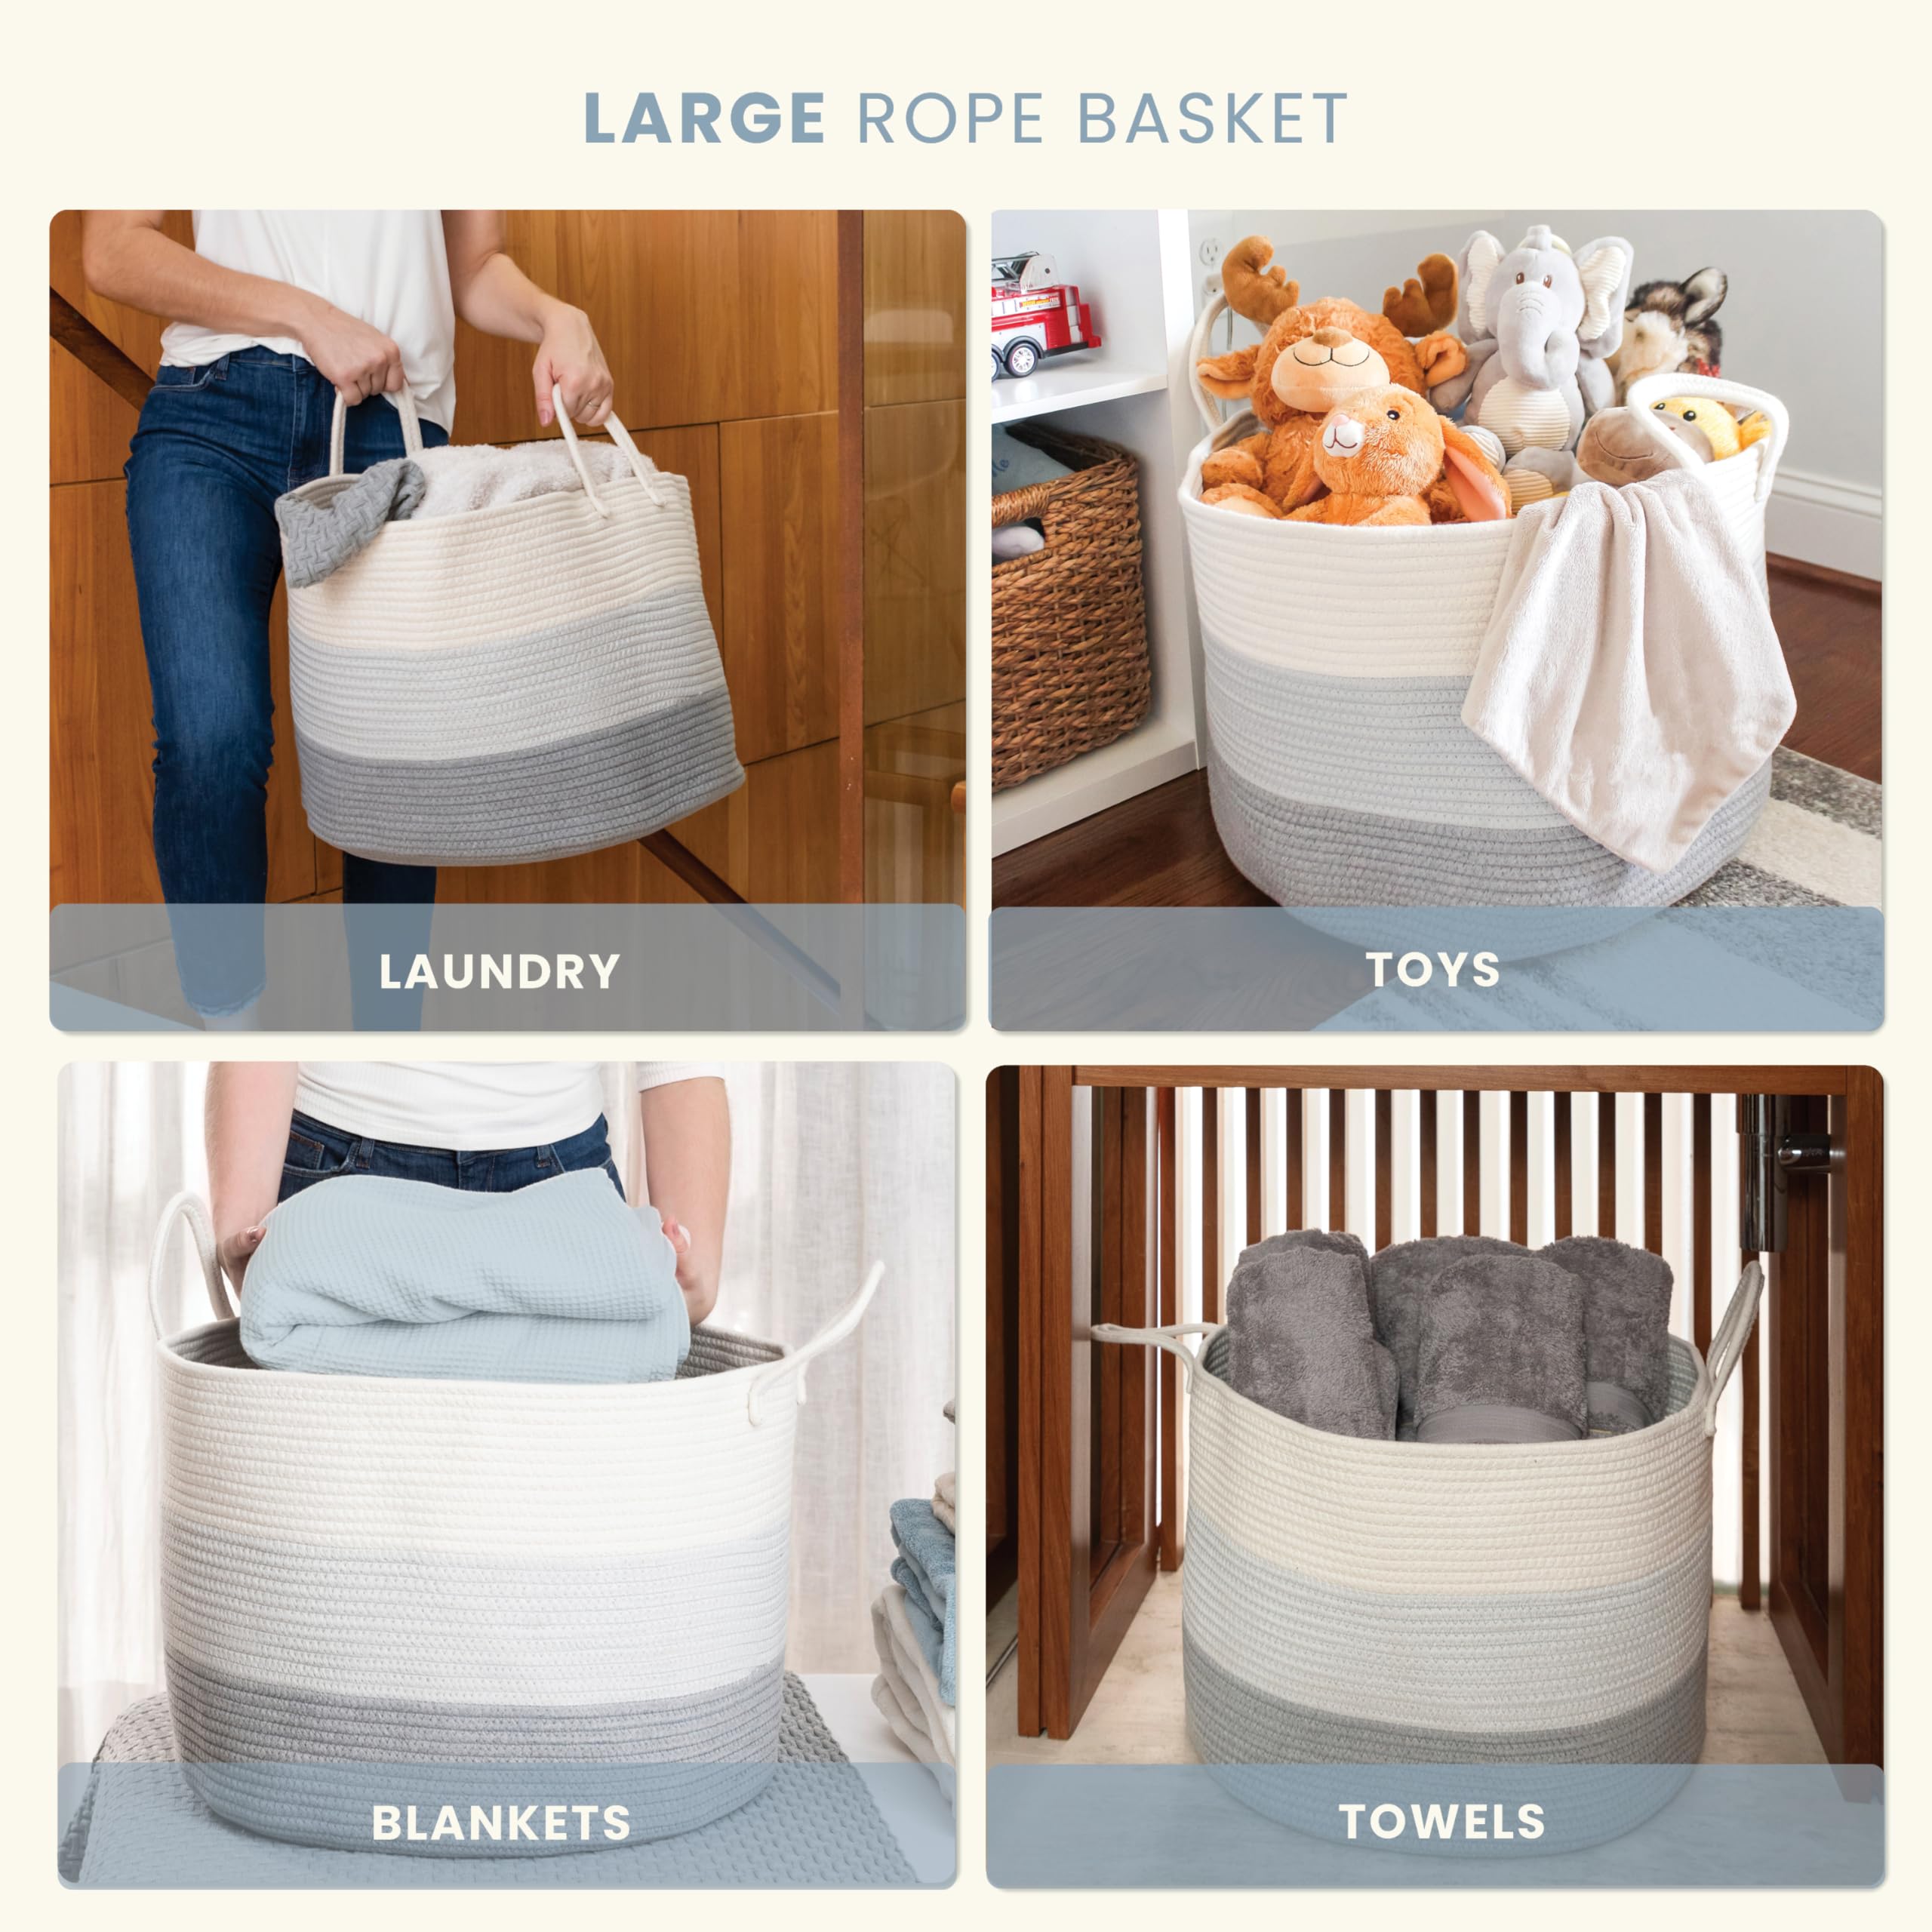 LARGE ROPE BASKET
LAUNDRY
TOYS
BLANKETS
TOWELS